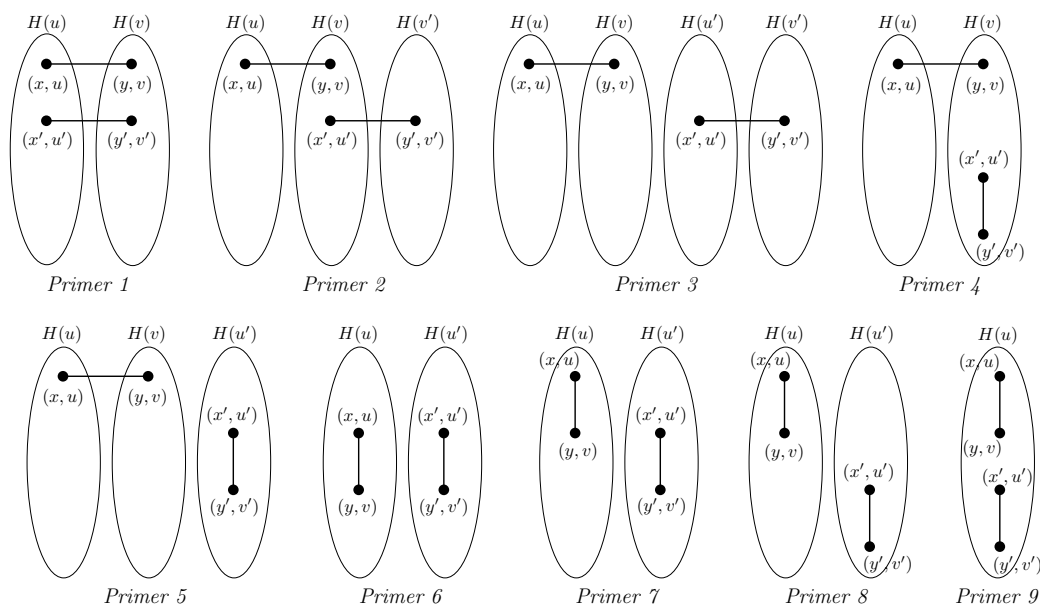 H(u) H(v) H(u) H(v) H(v′) H(u) H(v) H(u′) H(v′) H(u) H(v)
(x, u) (y, v) (x, u) (y, v) (x, u) (y, v) (x, u) (y, v)
(x′, u′) (y′, v′) (x′, u′) (y′, v′) (x′, u′) (y′, v′) (x′, u′)
(y′, v′)
Primer 1 Primer 2 Primer 3 Primer 4
H(u) H(v) H(u′) H(u) H(u′) H(u) H(u′) H(u) H(u′) H(u)
(x, u) (x, u) (x, u)
(x, u) (y, v)
(x′, u′) (x, u) (x′, u′) (x′, u′)
(y, v) (y, v) (y, v)
(x′, u′) (x′, u′)
(y′, v′) (y, v) (y′, v′) (y′, v′)
(y′, v′) (y′, v′)
Primer 5 Primer 6 Primer 7 Primer 8 Primer 9